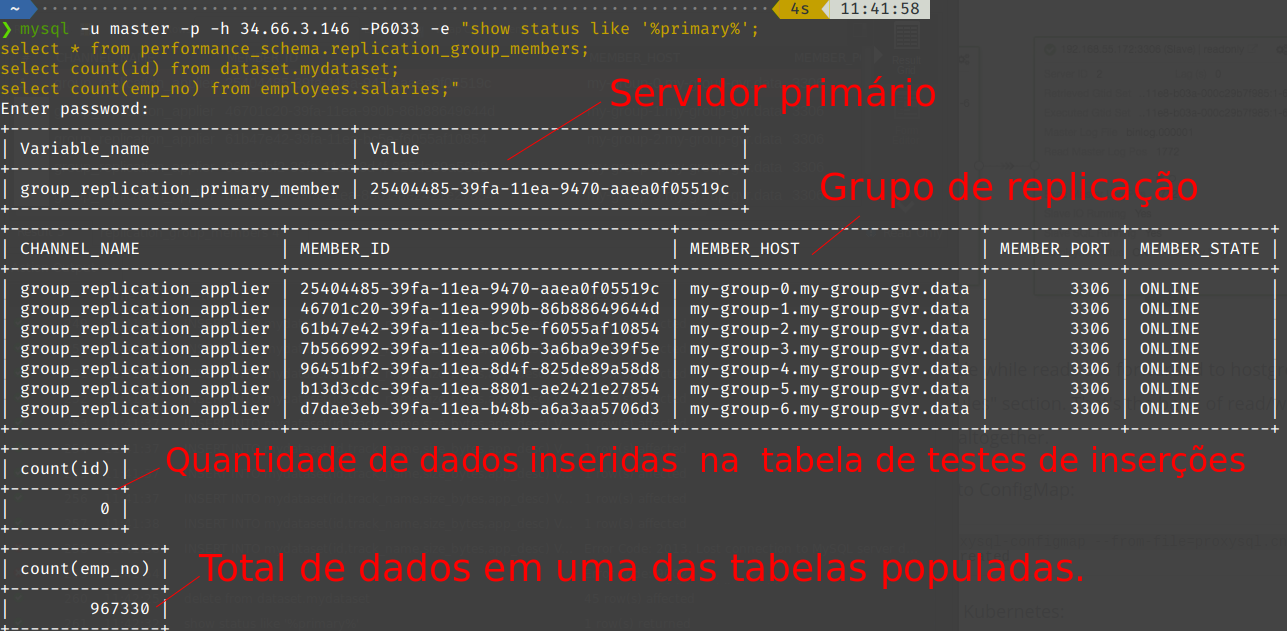 ~ 4s 11:41:58
❯ mysql -u master -p -h 34.66.3.146 -P6033 -e "show status like '%primary%';
select * from performance_schema.replication_group_members;
select count(id) from dataset.mydataset;
select count(emp_no) from employees.salaries;"
Enter password:
Servidor primário
| Variable_name | Value |
| group_replication_primary_member | 25404485-39fa-11ea-9470-aaea0f05519c |
Grupo de replicação
| CHANNEL_NAME | MEMBER_ID | MEMBER_HOST | MEMBER_PORT | MEMBER_STATE |
| group_replication_applier | 25404485-39fa-11ea-9470-aaea0f05519c | my-group-0.my-group-gvr.data | 3306 | ONLINE |
| group_replication_applier | 46701c20-39fa-11ea-990b-86b88649644d | my-group-1.my-group-gvr.data | 3306 | ONLINE |
| group_replication_applier | 61b47e42-39fa-11ea-bc5e-f6055af10854 | my-group-2.my-group-gvr.data | 3306 | ONLINE |
| group_replication_applier | 7b566992-39fa-11ea-a06b-3a6ba9e39f5e | my-group-3.my-group-gvr.data | 3306 | ONLINE |
| group_replication_applier | 96451bf2-39fa-11ea-8d4f-825de89a58d8 | my-group-4.my-group-gvr.data | 3306 | ONLINE |
| group_replication_applier | b13d3cdc-39fa-11ea-8801-ae2421e27854 | my-group-5.my-group-gvr.data | 3306 | ONLINE |
| group_replication_applier | d7dae3eb-39fa-11ea-b48b-a6a3aa5706d3 | my-group-6.my-group-gvr.data | 3306 | ONLINE |
| count(id) |
Quantidade de dados inseridas na tabela de testes de inserções
| 0 |
to ConfigMap
| count(emp_no) |
Total de dados em uma das tabelas populadas.
| 967330 |
Kubernetes: